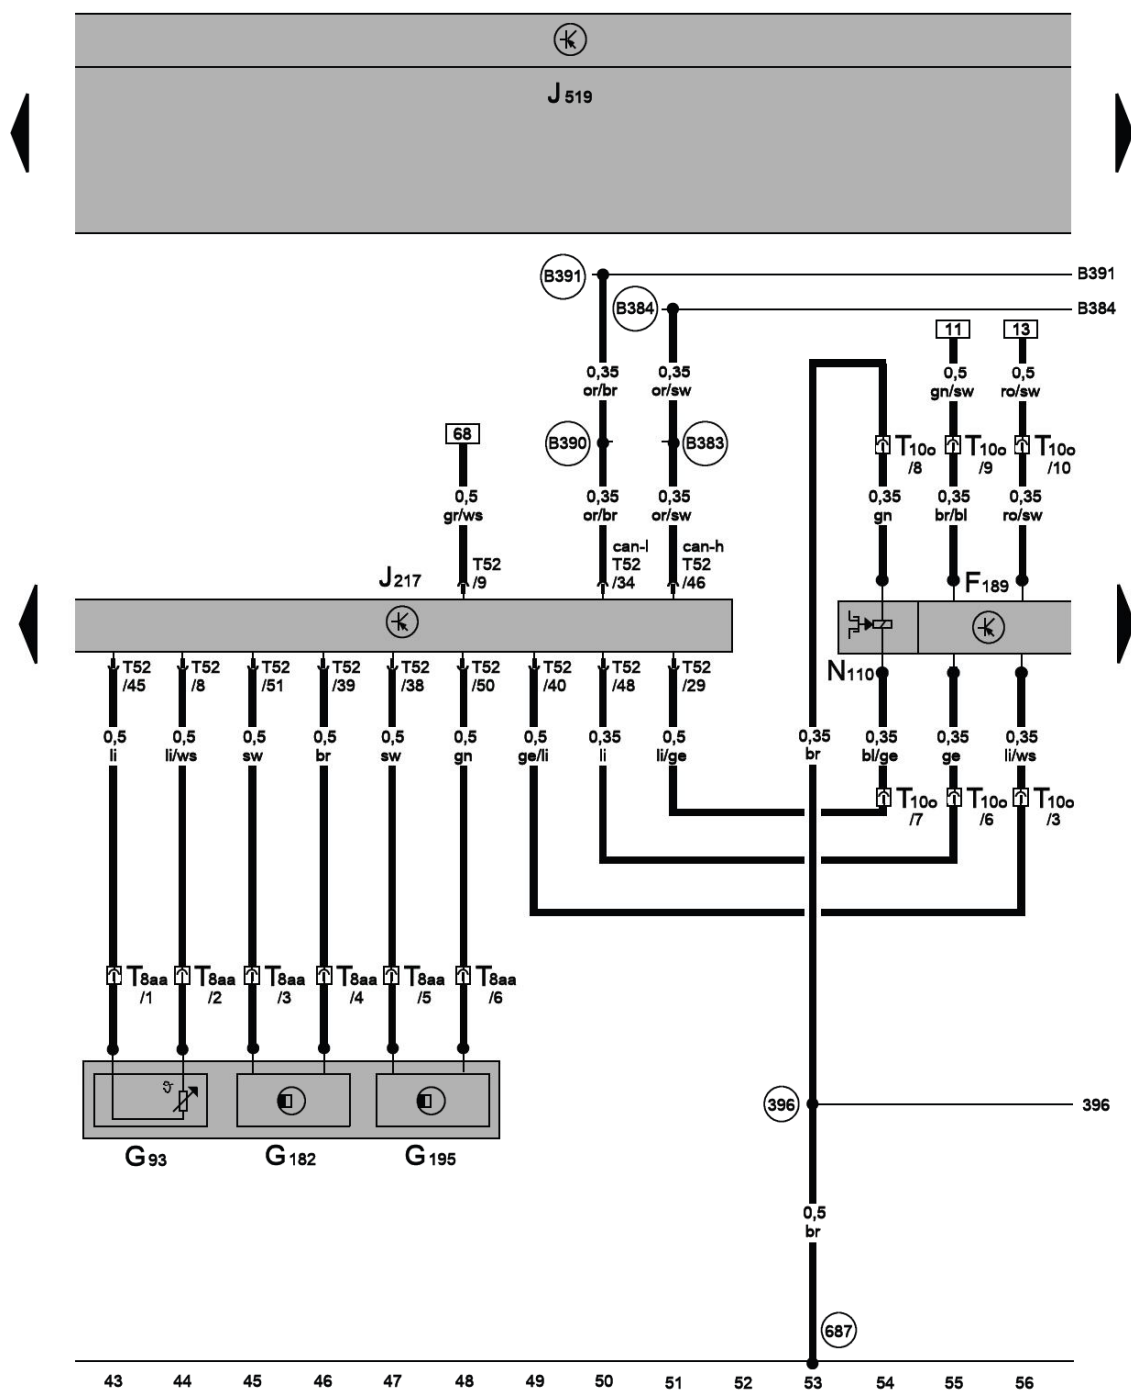 J 519
B391
B391
B384
B384
11
13
0,35
or/br
0,35
or/sw
0,5
gn/sw
0,5
ro/sw
68
B390
B383
T10o
/8
T10o
/9
T10o
/10
0,5
gr/ws
0,35
or/br
0,35
or/sw
0,35
gn
0,35
br/bl
0,35
ro/sw
J217
T52
/9
can-l
T52
/34
can-h
T52
/46
F189
T52
/45
T52
/8
T52
/51
T52
/39
T52
/38
T52
/50
T52
/40
T52
/48
T52
/29
N110
0,5
li
0,5
li/ws
0,5
sw
0,5
br
0,5
sw
0,5
gn
0,5
ge/li
0,35
li
0,5
li/ge
0,35
br
0,35
bl/ge
0,35
ge
0,35
li/ws
T10o
/7
T10o
/6
T10o
/3
T8aa
/1
T8aa
/2
T8aa
/3
T8aa
/4
T8aa
/5
T8aa
/6
ϑ
396
396
G93
G182
G195
0,5
br
687
43 44 45 46 47 48 49 50 51 52 53 54 55 56